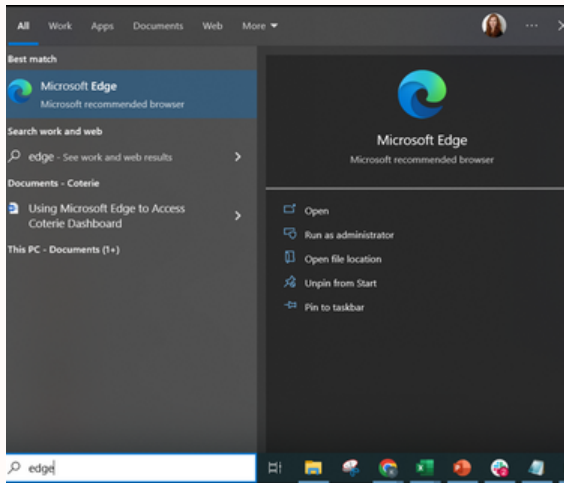 All Work Apps Documents Web More
Best match
Microsoft Edge
Microsoft recommended browser
Search work and web
edge - See work and web results
Documents - Coterie
Using Microsoft Edge to Access
Coterie Dashboard
This PC - Documents (1+)
Microsoft Edge
Microsoft recommended browser
Open
Run as administrator
Open file location
Unpin from Start
Pin to taskbar
edge